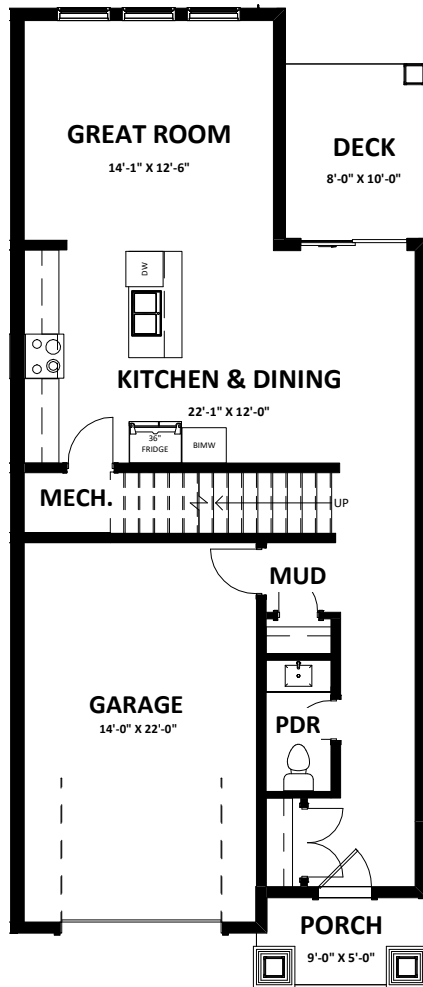 GREAT ROOM
14'-1" X 12'-6"
DECK
8'-0" X 10'-0"
DW
KITCHEN & DINING
22'-1" X 12'-0"
36"
FRIDGE
BIMW
MECH.
UP
MUD
GARAGE
14'-0" X 22'-0"
PDR
PORCH
9'-0" X 5'-0"